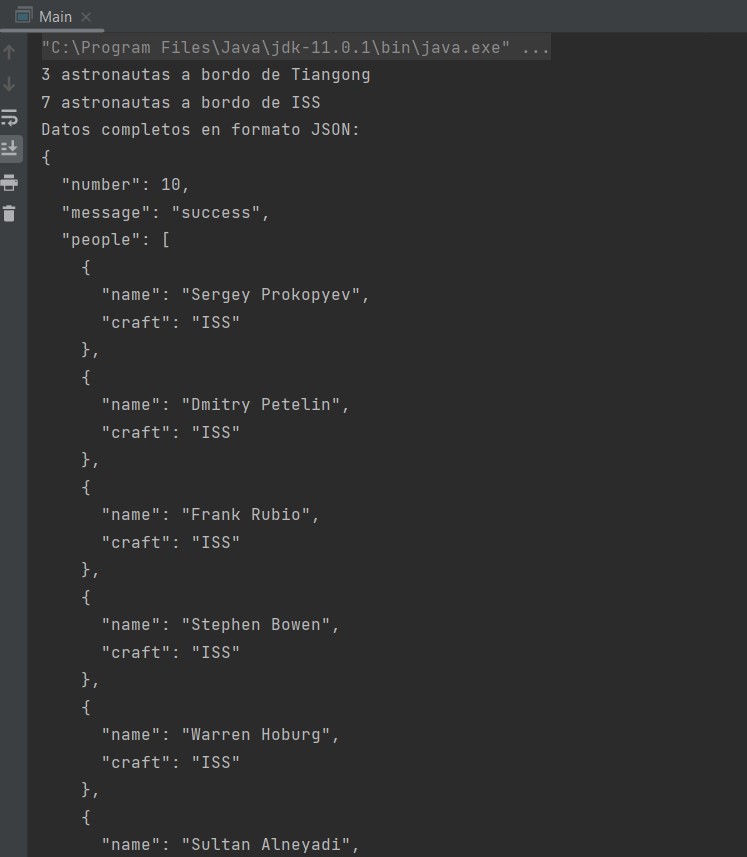 Main
"C:\Program Files\Java\jdk-11.0.1\bin\java.exe" ...
3 astronautas a bordo de Tiangong
7 astronautas a bordo de ISS
Datos completos en formato JSON:
{
  "number": 10,
  "message": "success",
  "people": [
    {
      "name": "Sergey Prokopyev",
      "craft": "ISS"
    },
    {
      "name": "Dmitry Petelin",
      "craft": "ISS"
    },
    {
      "name": "Frank Rubio",
      "craft": "ISS"
    },
    {
      "name": "Stephen Bowen",
      "craft": "ISS"
    },
    {
      "name": "Warren Hoburg",
      "craft": "ISS"
    },
    {
      "name": "Sultan Alneyadi",